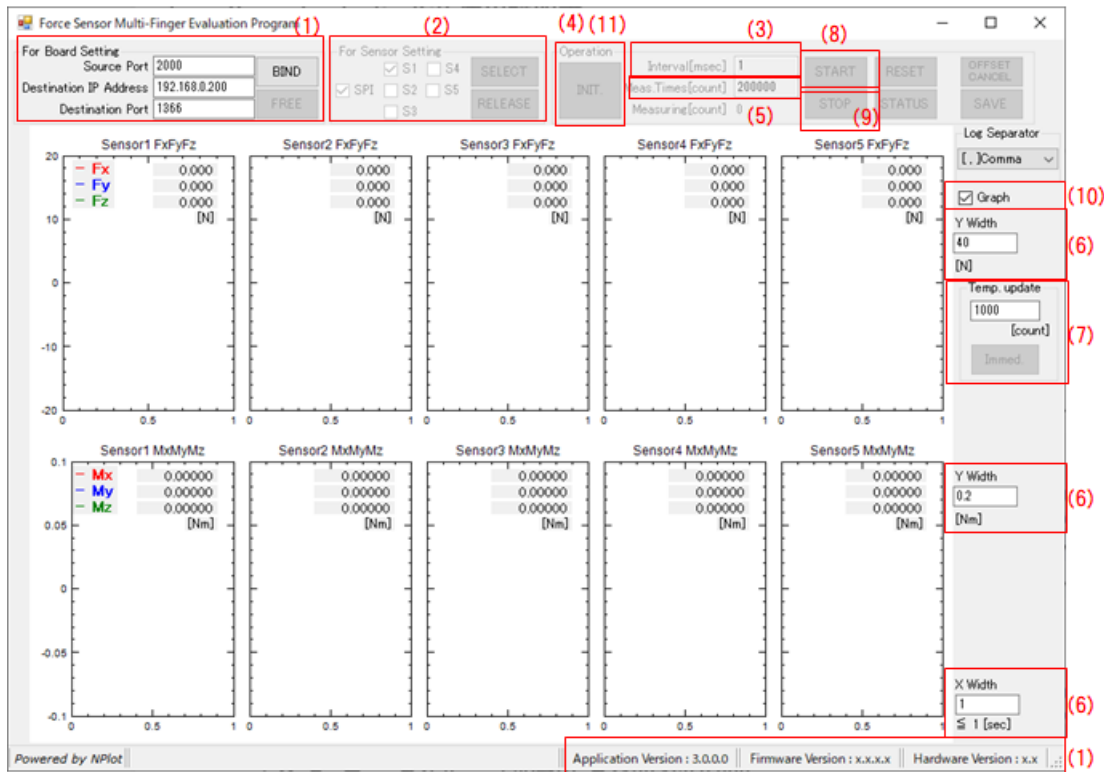 Force Sensor Multi-Finger Evaluation Program
(1)
(2)
(4) (11)
(3)
(8)
For Board Setting
Source Port 2000
BIND
Destination IP Address 192.168.0.200
Destination Port 1366
FREE
For Sensor Setting
SPI
S1 S4
S2 S5
S3
SELECT
RELEASE
Operation
INIT.
Interval[msec] 1
Meas.Times[count] 200000
Measuring[count] 0
(5)
START
STOP
(9)
RESET
STATUS
OFFSET CANCEL
SAVE
Log Separator
[ , ]Comma
Graph
(10)
Y Width
40
[N]
(6)
Temp. update
1000
[count]
Immed.
(7)
Sensor1 FxFyFz
Sensor2 FxFyFz
Sensor3 FxFyFz
Sensor4 FxFyFz
Sensor5 FxFyFz
20
10
0
-10
-20
Fx 0.000 0.000 0.000 0.000 0.000
Fy 0.000 0.000 0.000 0.000 0.000
Fz 0.000 0.000 0.000 0.000 0.000
[N] [N] [N] [N] [N]
0 0.5 1 0 0.5 1 0 0.5 1 0 0.5 1 0 0.5 1
Sensor1 MxMyMz
Sensor2 MxMyMz
Sensor3 MxMyMz
Sensor4 MxMyMz
Sensor5 MxMyMz
0.1
0.05
0
-0.05
-0.1
Mx 0.00000 0.00000 0.00000 0.00000 0.00000
My 0.00000 0.00000 0.00000 0.00000 0.00000
Mz 0.00000 0.00000 0.00000 0.00000 0.00000
[Nm] [Nm] [Nm] [Nm] [Nm]
0 0.5 1 0 0.5 1 0 0.5 1 0 0.5 1 0 0.5 1
Y Width
0.2
[Nm]
(6)
X Width
1
≦ 1 [sec]
(6)
Powered by NPlot
Application Version : 3.0.0.0
Firmware Version : x.x.x.x
Hardware Version : x.x
(1)